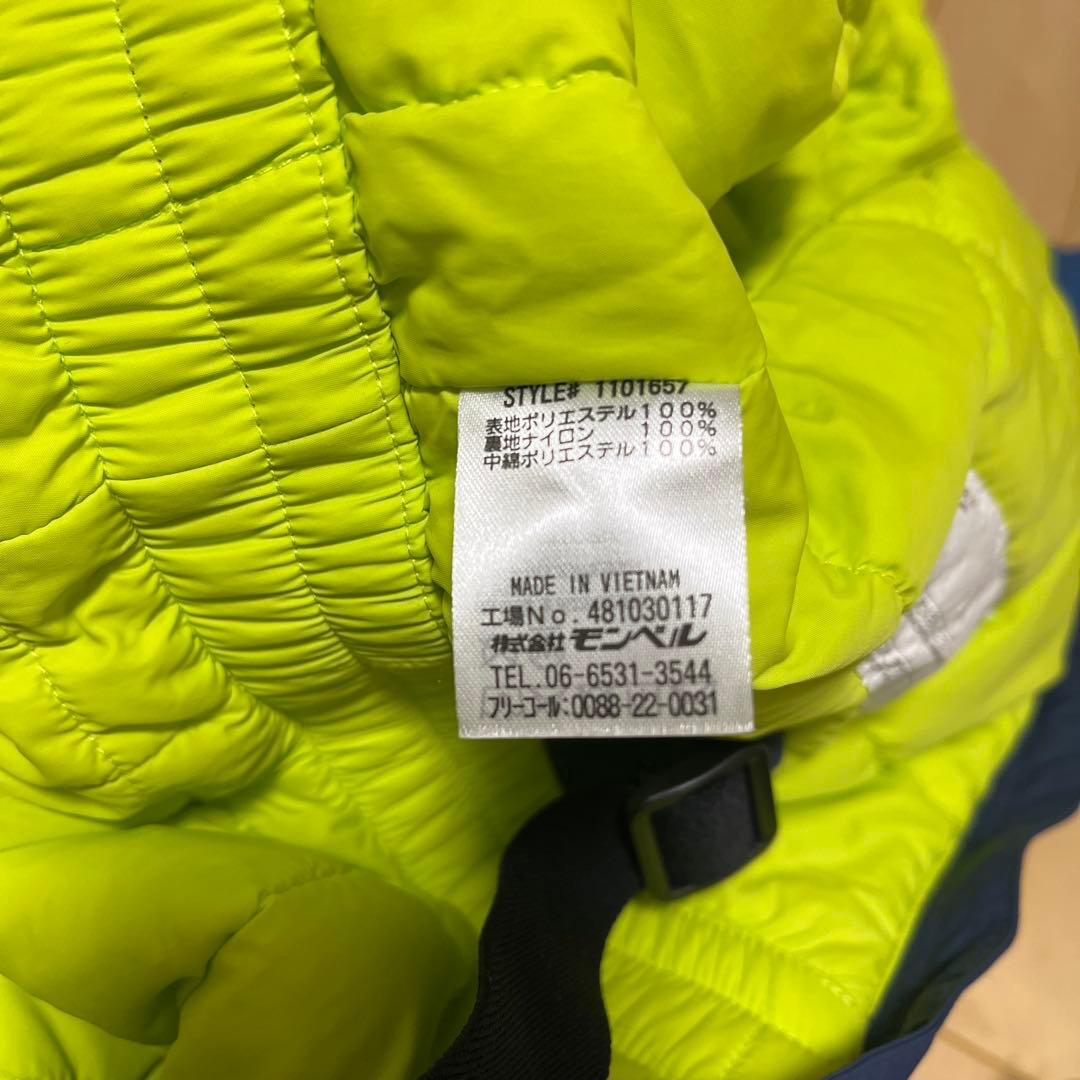 STYLE# 1101657
表地ポリエステル100%
裏地ナイロン 100%
中綿ポリエステル100%
MADE IN VIETNAM
工場No. 481030117
株式会社 モンベル
TEL.06-6531-3544
フリーコール:0088-22-0031